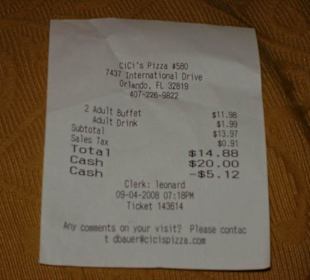 CiCi's Pizza #580
7437 International Drive
Orlando, FL 32819
407-226-9822
2 Adult Buffet $11.98
Adult Drink $1.99
Subtotal $13.97
Sales Tax $0.91
Total $14.88
Cash $20.00
Cash -$5.12
Clerk: leonard
09-04-2008 07:18PM
Ticket 143614
Any comments on your visit? Please contac
t dbauer@cicispizza.com